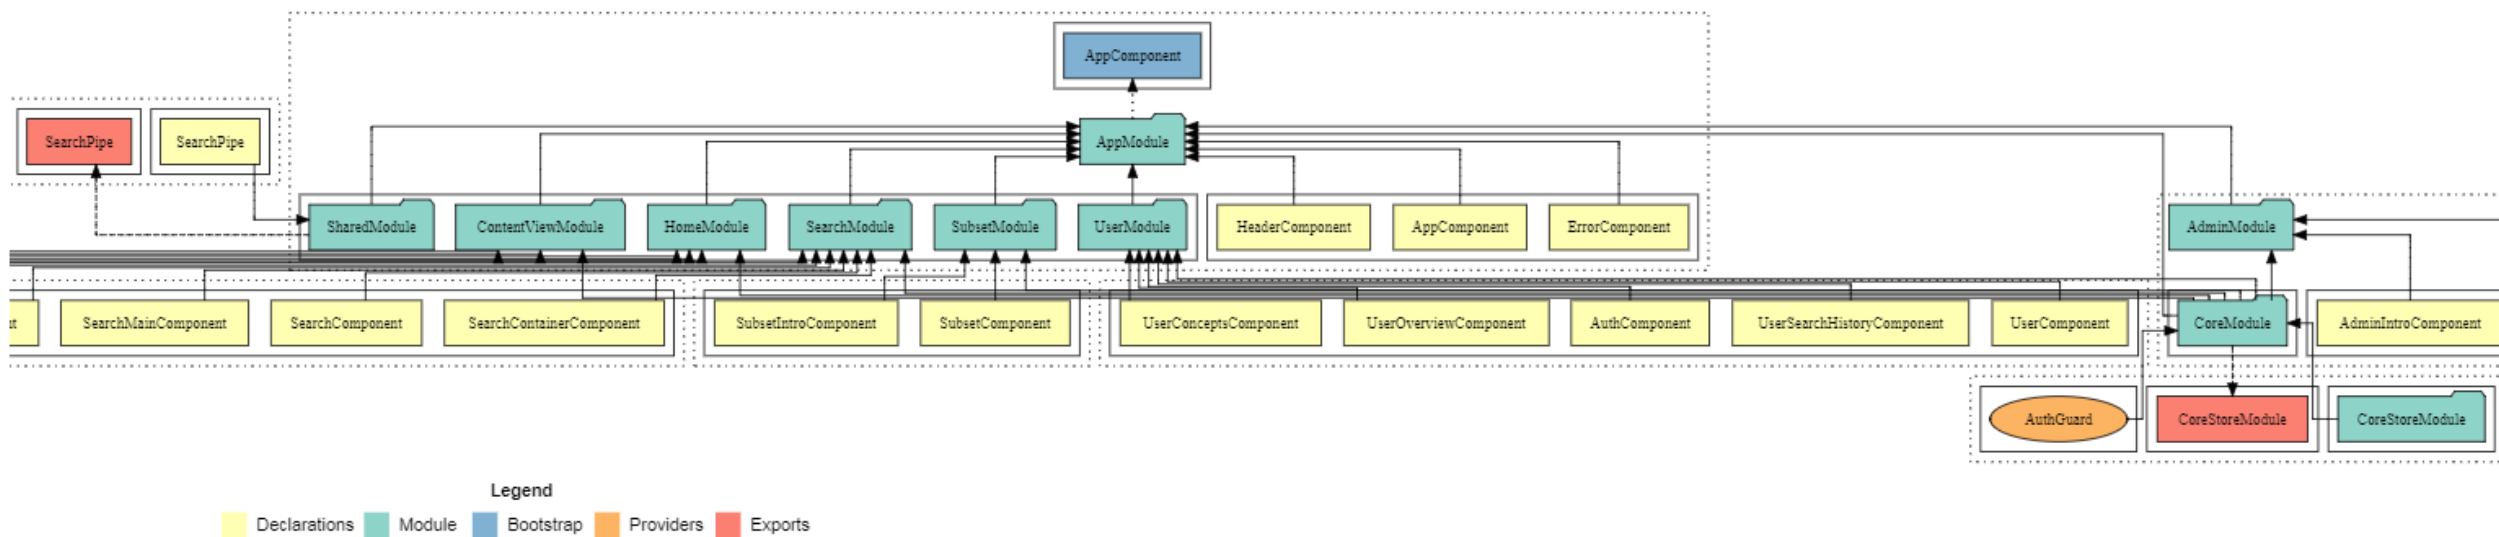 AppComponent
SearchPipe
SearchPipe
AppModule
SharedModule
ContentViewModule
HomeModule
SearchModule
SubsetModule
UserModule
HeaderComponent
AppComponent
ErrorComponent
AdminModule
t
SearchMainComponent
SearchComponent
SearchContainerComponent
SubsetIntroComponent
SubsetComponent
UserConceptsComponent
UserOverviewComponent
AuthComponent
UserSearchHistoryComponent
UserComponent
CoreModule
AdminIntroComponent
AuthGuard
CoreStoreModule
CoreStoreModule
Legend
Declarations
Module
Bootstrap
Providers
Exports